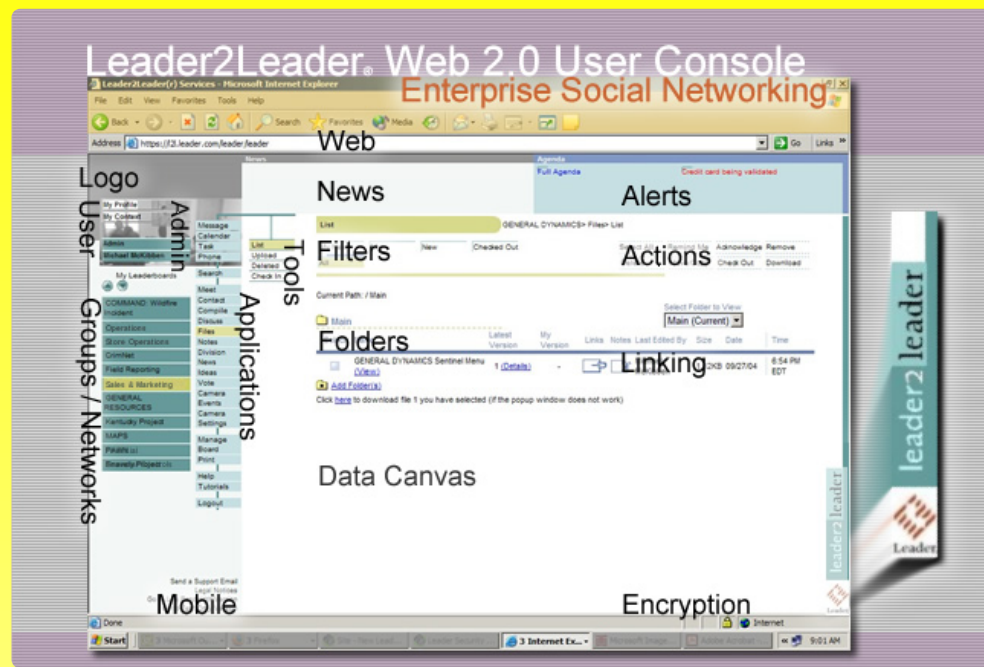 Leader2Leader® Web 2.0 User Console
Leader2Leader(r) Services - Microsoft Internet Explorer
Enterprise Social Networking
File Edit View Favorites Tools Help
Back Search Favorites Media
Address https://l2l.leader.com/leader/leader Go Links
Web
News
Agenda
Full Agenda
Credit card being validated
Logo
News
Alerts
My Profile
My Context
Admin
Michael McKibben
User
Admin
My Leaderboards
COMMAND: Wildfire
Incident
Operations
Store Operations
CrimNet
Field Reporting
Sales & Marketing
GENERAL
RESOURCES
Kentucky Project
MAPS
Groups / Networks
Message
Calendar
Task
Phone
Search
Meet
Contact
Compile
Discuss
Files
Notes
Division
News
Ideas
Vote
Camera
Events
Camera
Settings
Manage
Board
Print
Help
Tutorials
Logout
Applications
List
Upload
Deleted
Check In
Tools
List
GENERAL DYNAMICS> Files> List
Filters
New Checked Out
Actions
Select All Remind Me Acknowledge Remove
Check Out Download
Current Path: / Main
Select Folder to View
Main (Current)
Main
Folders
Latest Version My Version Links Notes Last Edited By Size Date Time
Linking
GENERAL DYNAMICS Sentinel Menu
(View)
1 (Details) - 09/27/04 6:54 PM
EDT
Add Folder(s)
Click here to download file 1 you have selected (if the popup window does not work)
Data Canvas
Send a Support Email
Legal Notices
Mobile
Encryption
leader2leader
Leader
leader2leader
Leader
Done Internet
Start 3 Internet Ex... 9:01 AM